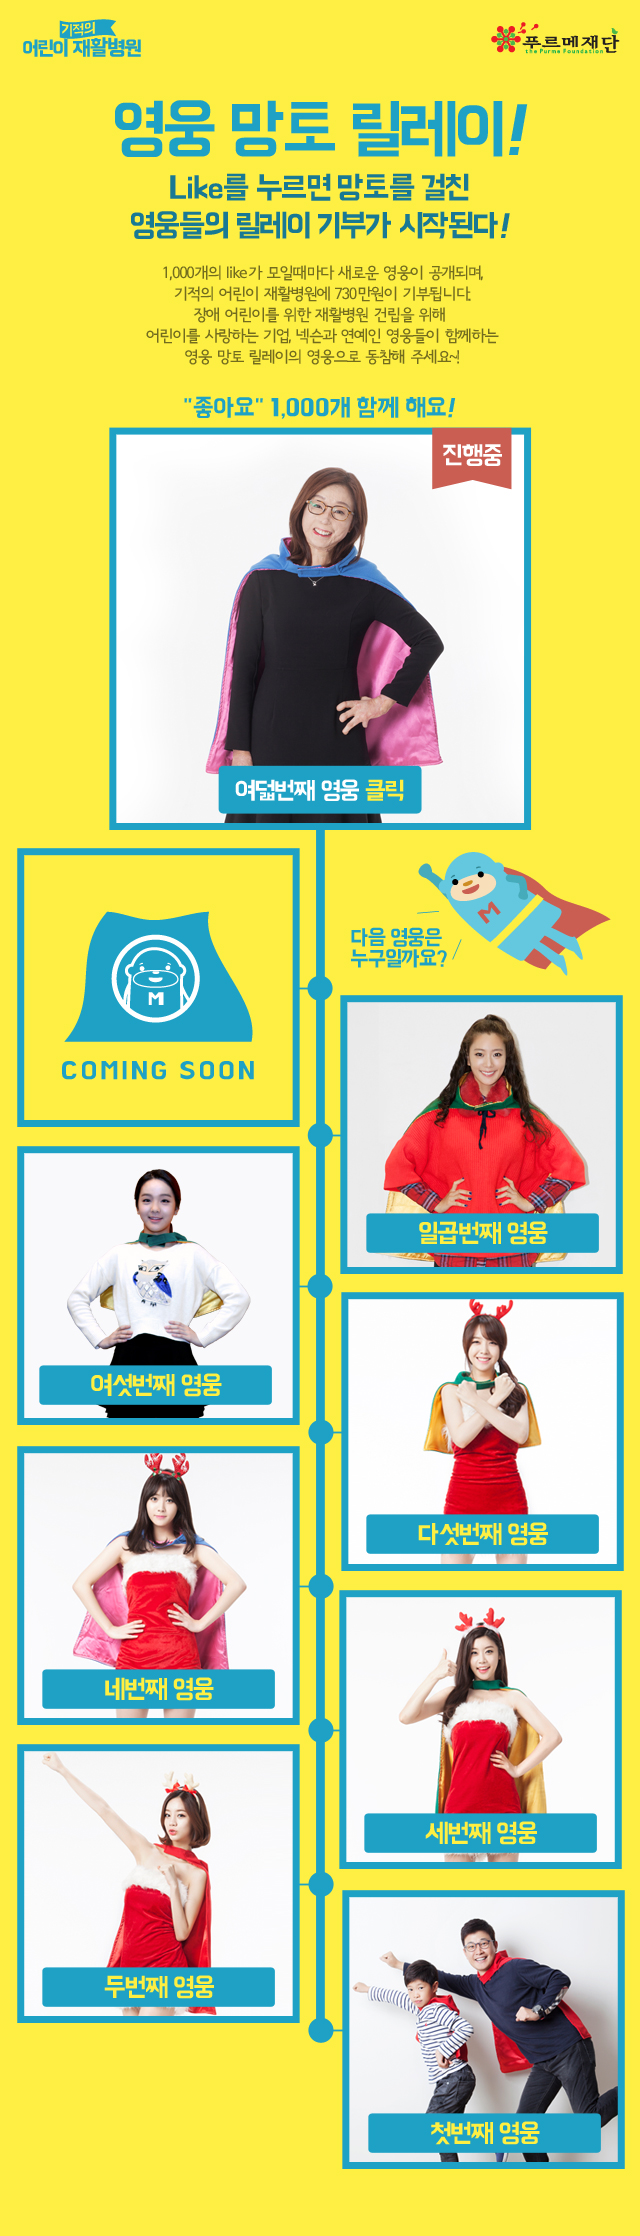 기적의
어린이 재활병원
푸르메재단
the Purme Foundation
영웅 망토 릴레이!
Like를 누르면 망토를 걸친
영웅들의 릴레이 기부가 시작된다!
1,000개의 like가 모일때마다 새로운 영웅이 공개되며,
기적의 어린이 재활병원에 730만원이 기부됩니다.
장애 어린이를 위한 재활병원 건립을 위해
어린이를 사랑하는 기업, 넥슨과 연예인 영웅들이 함께하는
영웅 망토 릴레이의 영웅으로 동참해 주세요~!
"좋아요" 1,000개 함께 해요!
진행중
여덟번째 영웅 클릭
다음 영웅은
누구일까요?
M
M
COMING SOON
일곱번째 영웅
여섯번째 영웅
다섯번째 영웅
네번째 영웅
세번째 영웅
두번째 영웅
첫번째 영웅